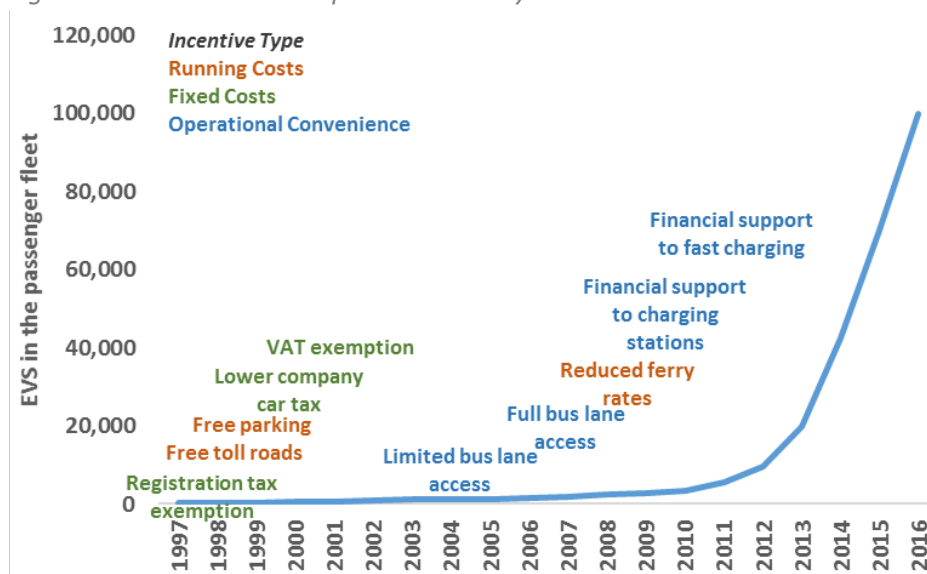 120,000
Incentive Type
Running Costs
Fixed Costs
Operational Convenience
100,000
80,000
60,000
40,000
20,000
0
EVS in the passenger fleet
Financial support
to fast charging
Financial support
to charging
stations
VAT exemption
Lower company
car tax
Reduced ferry
rates
Free parking
Free toll roads
Full bus lane
access
Limited bus lane
access
Registration tax
exemption
1997
1998
1999
2000
2001
2002
2003
2004
2005
2006
2007
2008
2009
2010
2011
2012
2013
2014
2015
2016